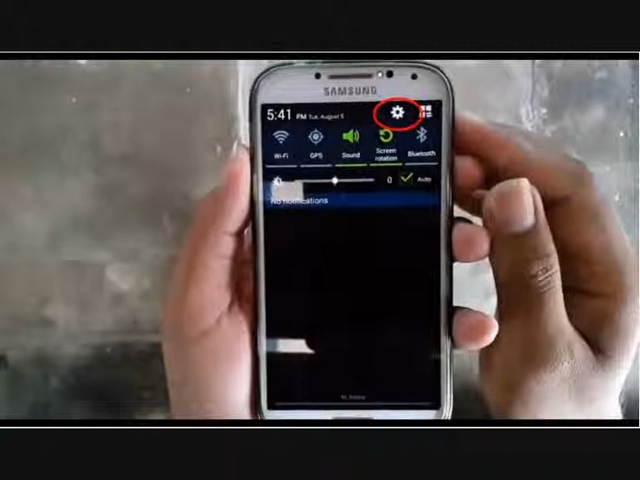 SAMSUNG
5:41 PM Tue, August 5
Wi-Fi
GPS
Sound
Screen rotation
Bluetooth
0
Auto
No notifications